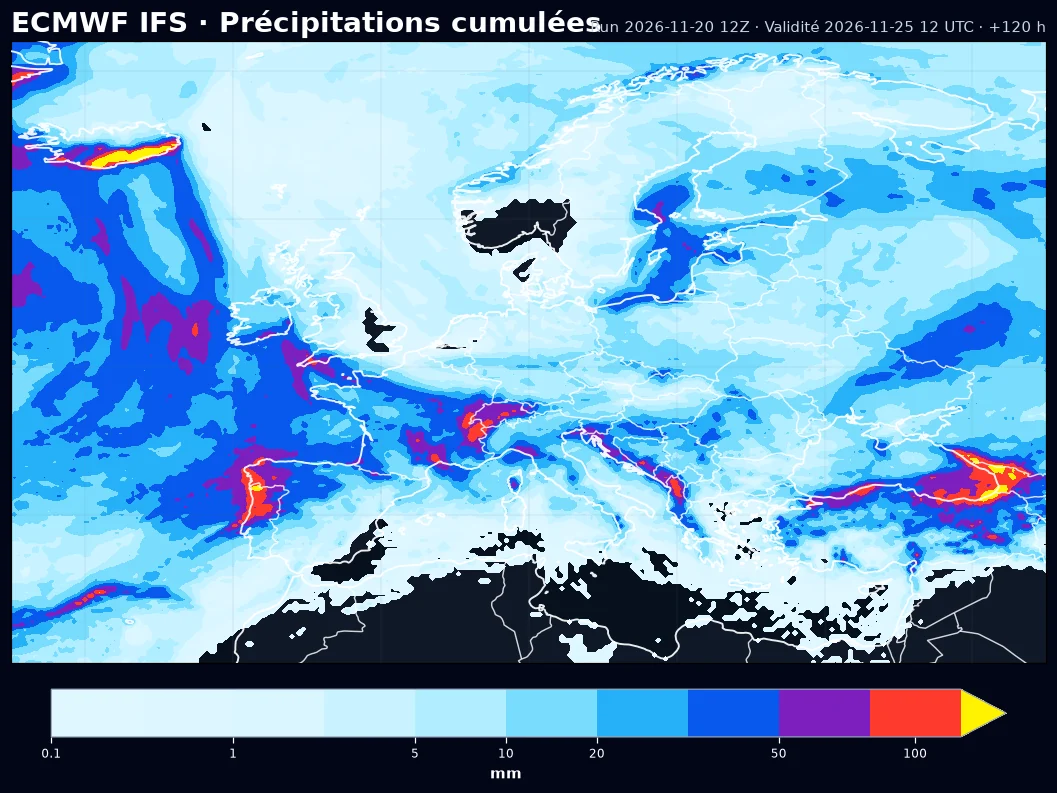 ECMWF IFS · Précipitations cumulées
Run 2026-11-20 12Z · Validité 2026-11-25 12 UTC · +120 h
0.1 1 5 10 20 50 100
mm